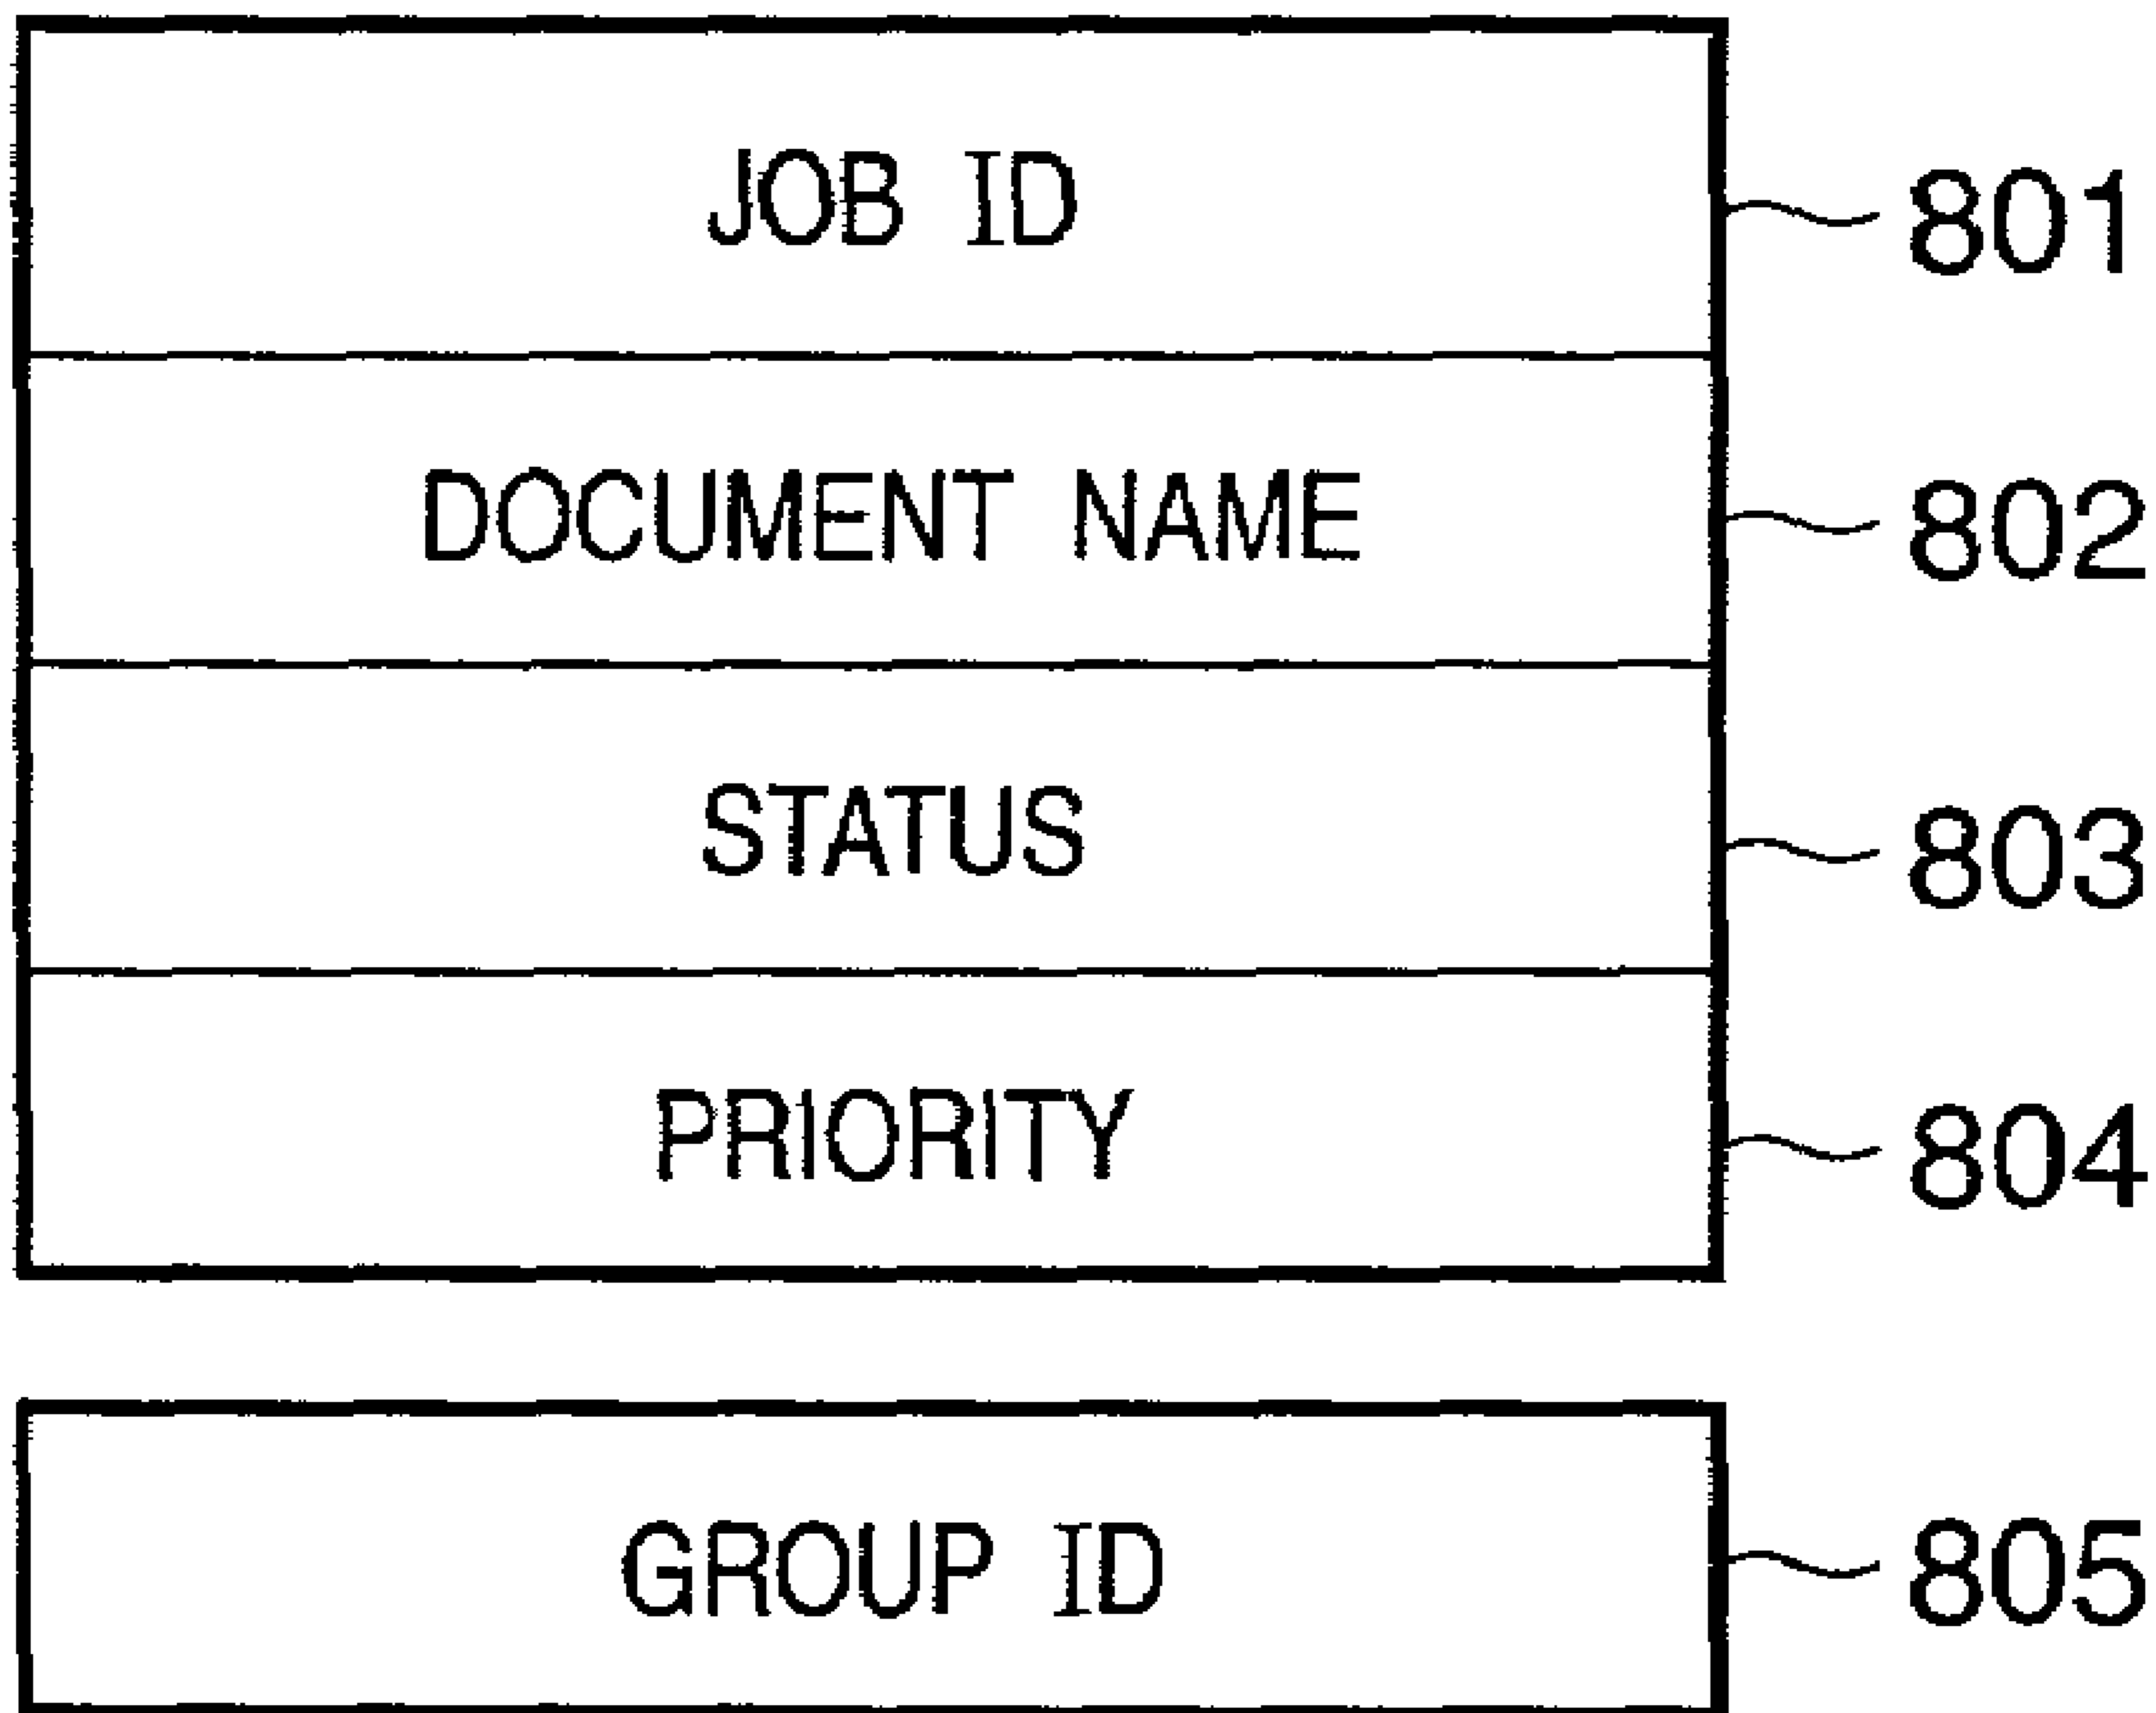 JOB ID 801
DOCUMENT NAME 802
STATUS 803
PRIORITY 804
GROUP ID 805